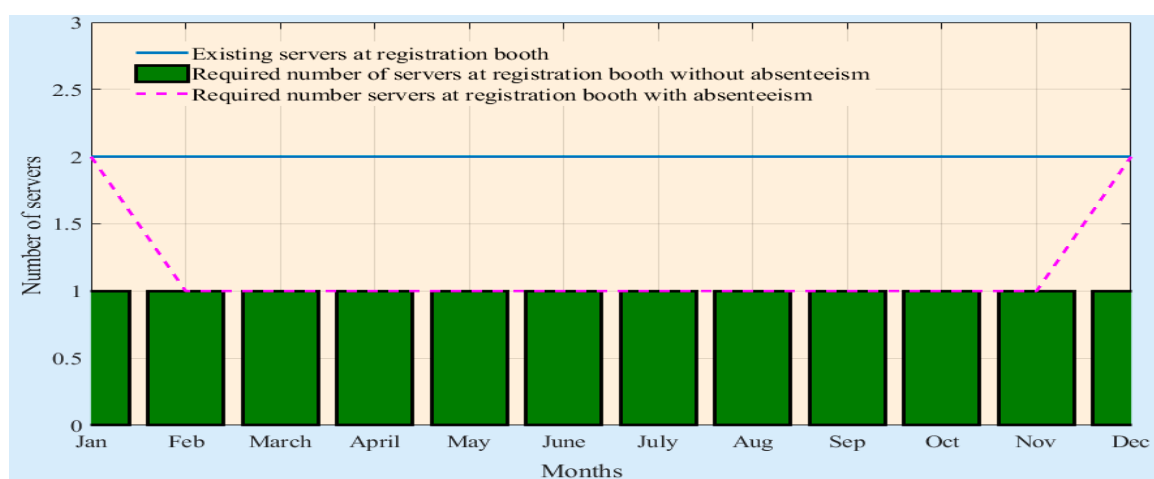 3
Existing servers at registration booth
Required number of servers at registration booth without absenteeism
Required number servers at registration booth with absenteeism
2.5
2
1.5
1
0.5
0
Number of servers
Jan Feb March April May June July Aug Sep Oct Nov Dec
Months